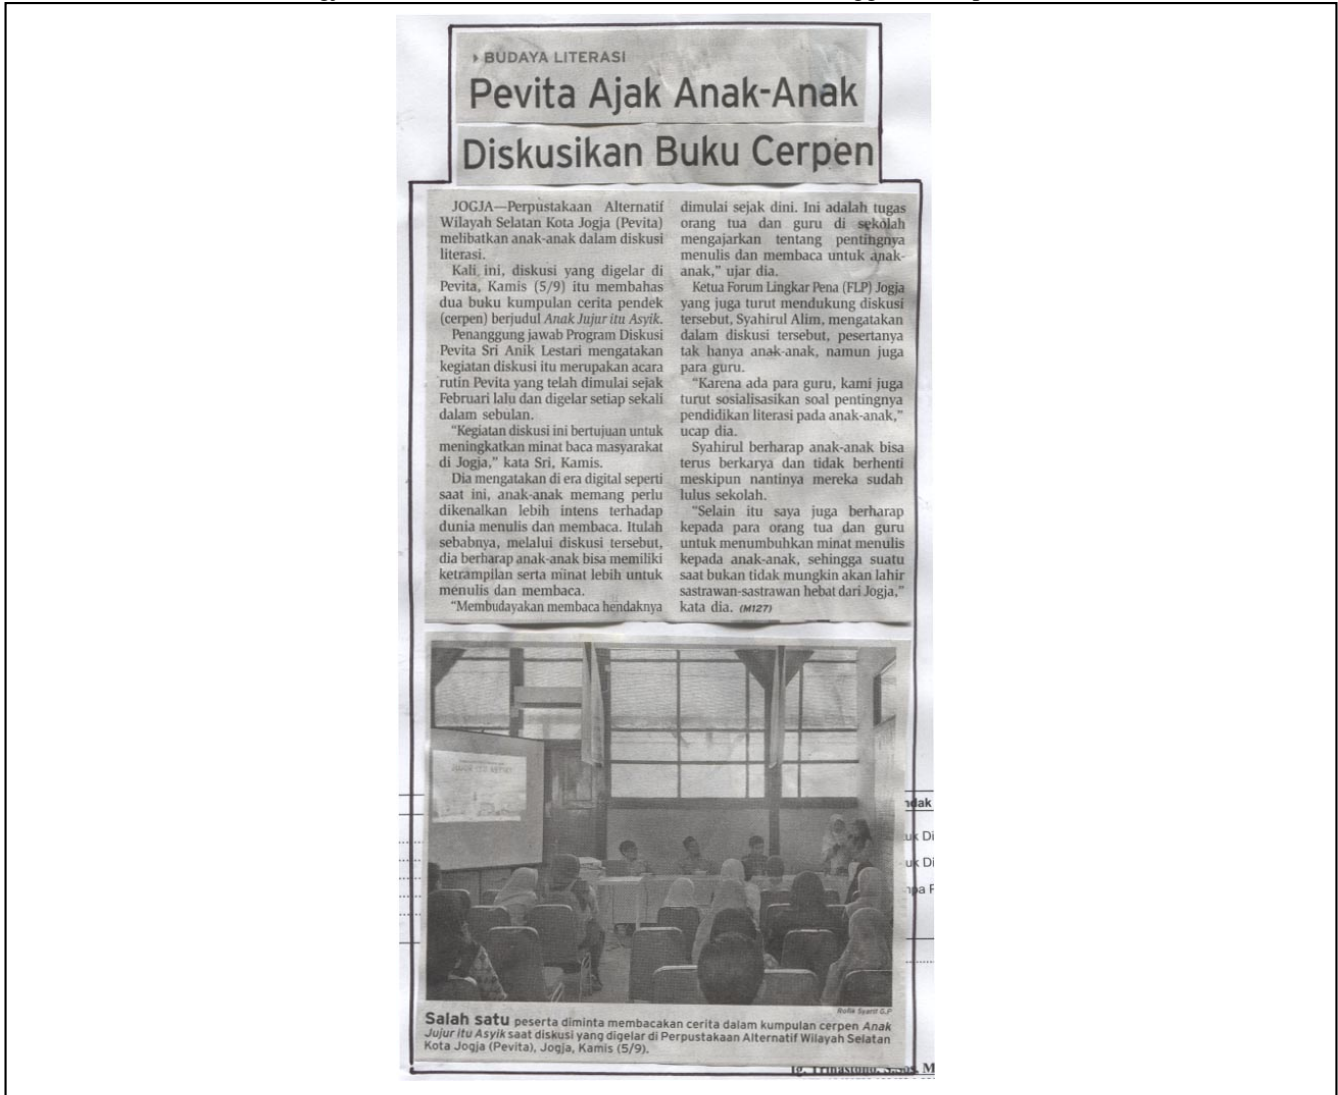 BUDAYA LITERASI
Pevita Ajak Anak-Anak
Diskusikan Buku Cerpen
JOGJA—Perpustakaan Alternatif
Wilayah Selatan Kota Jogja (Pevita)
melibatkan anak-anak dalam diskusi
literasi.
Kali ini, diskusi yang digelar di
Pevita, Kamis (5/9) itu membahas
dua buku kumpulan cerita pendek
(cerpen) berjudul Anak Jujur itu Asyik.
Penanggung jawab Program Diskusi
Pevita Sri Anik Lestari mengatakan
kegiatan diskusi itu merupakan acara
rutin Pevita yang telah dimulai sejak
Februari lalu dan digelar setiap sekali
dalam sebulan.
“Kegiatan diskusi ini bertujuan untuk
meningkatkan minat baca masyarakat
di Jogja,” kata Sri, Kamis.
Dia mengatakan di era digital seperti
saat ini, anak-anak memang perlu
dikenalkan lebih intens terhadap
dunia menulis dan membaca. Itulah
sebabnya, melalui diskusi tersebut,
dia berharap anak-anak bisa memiliki
ketrampilan serta minat lebih untuk
menulis dan membaca.
“Membudayakan membaca hendaknya
dimulai sejak dini. Ini adalah tugas
orang tua dan guru di sekolah
mengajarkan tentang pentingnya
menulis dan membaca untuk anak-
anak,” ujar dia.
Ketua Forum Lingkar Pena (FLP) Jogja
yang juga turut mendukung diskusi
tersebut, Syahirul Alim, mengatakan
dalam diskusi tersebut, pesertanya
tak hanya anak-anak, namun juga
para guru.
“Karena ada para guru, kami juga
turut sosialisasikan soal pentingnya
pendidikan literasi pada anak-anak,”
ucap dia.
Syahirul berharap anak-anak bisa
terus berkarya dan tidak berhenti
meskipun nantinya mereka sudah
lulus sekolah.
“Selain itu saya juga berharap
kepada para orang tua dan guru
untuk menumbuhkan minat menulis
kepada anak-anak, sehingga suatu
saat bukan tidak mungkin akan lahir
sastrawan-sastrawan hebat dari Jogja,”
kata dia. (M127)
Salah satu peserta diminta membacakan cerita dalam kumpulan cerpen Anak
Jujur itu Asyik saat diskusi yang digelar di Perpustakaan Alternatif Wilayah Selatan
Kota Jogja (Pevita), Jogja, Kamis (5/9).